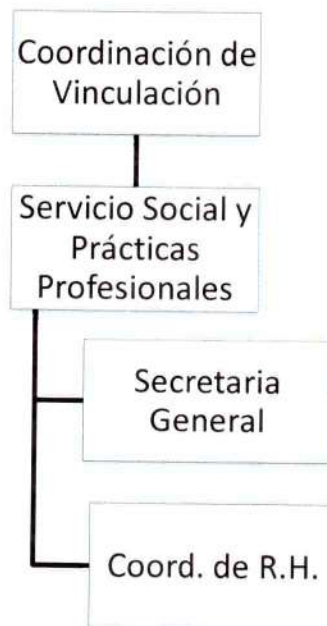 Coordinación de
Vinculación
Servicio Social y
Prácticas
Profesionales
Secretaria
General
Coord. de R.H.